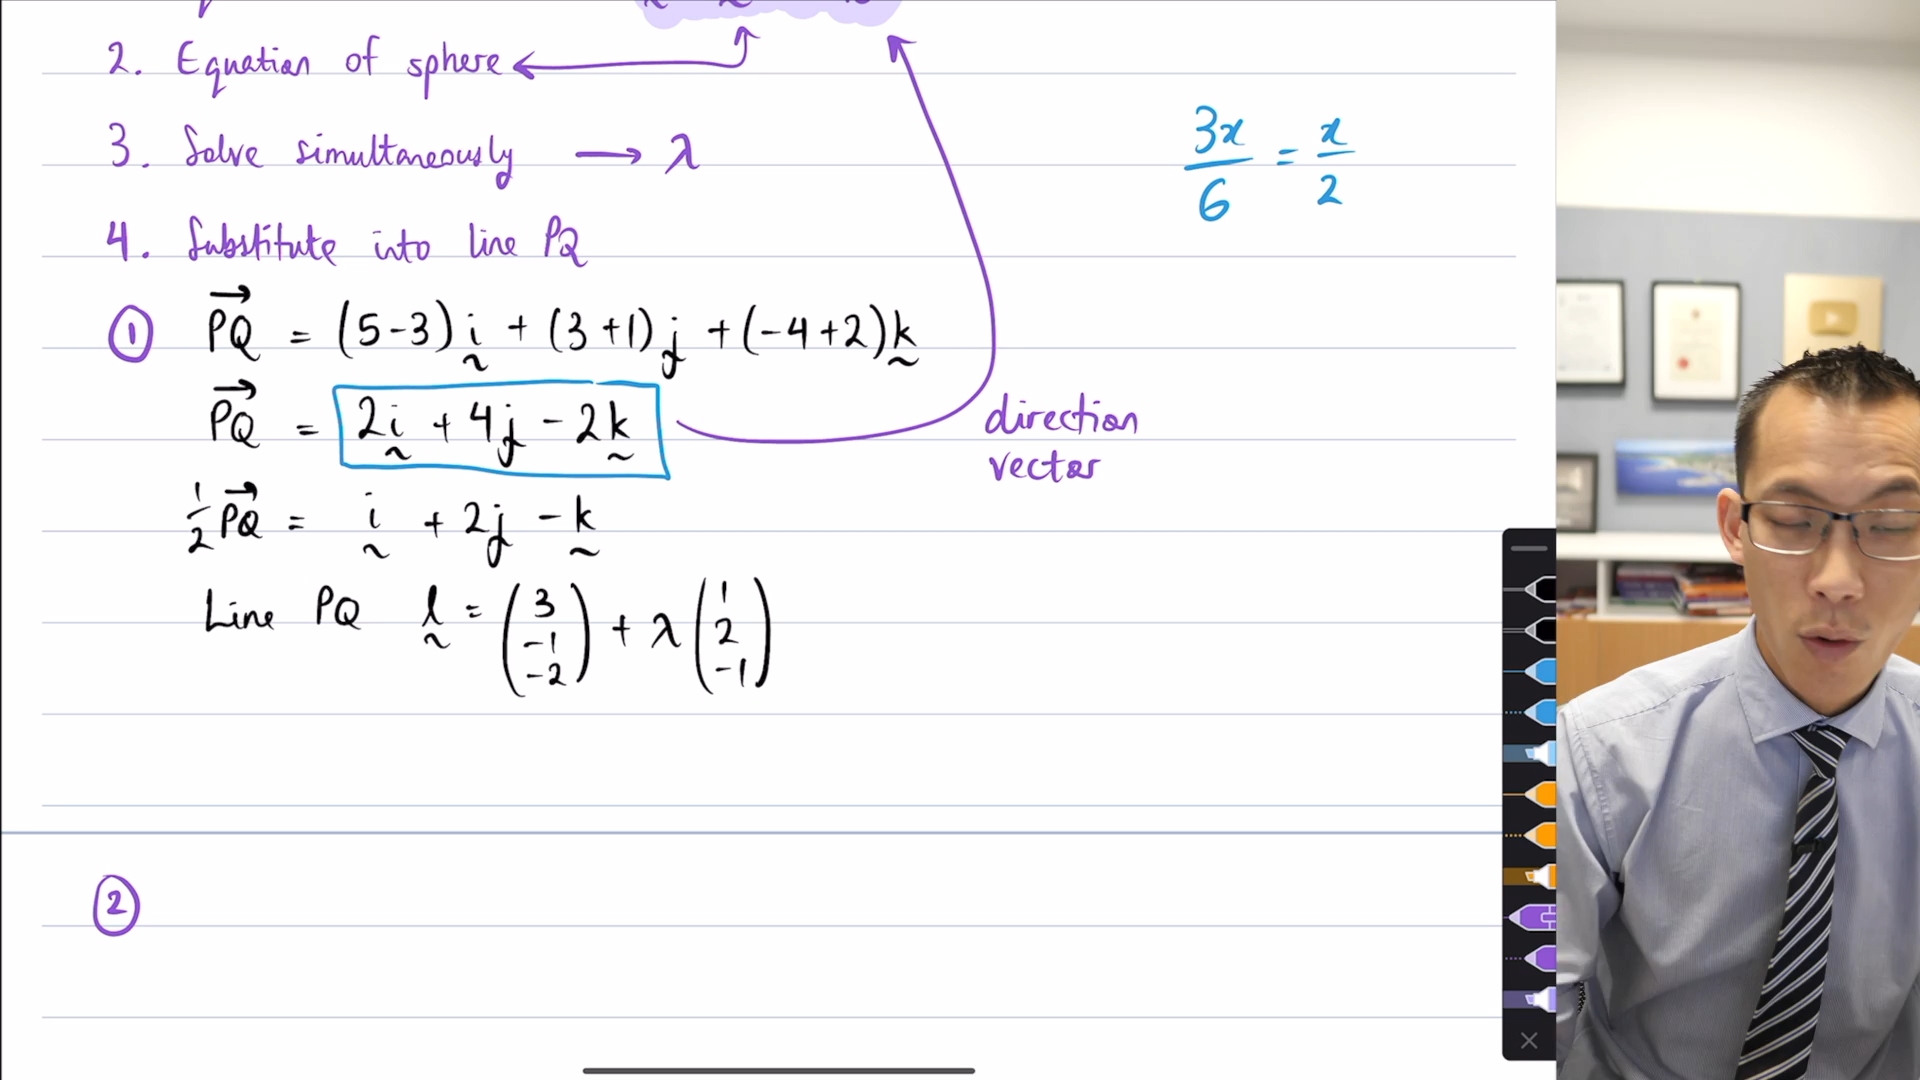 2. Equation of sphere
3. Solve simultaneously → λ
4. Substitute into line PQ
3x/6 = x/2
① PQ = (5-3)i + (3+1)j + (-4+2)k
PQ = 2i + 4j - 2k
direction
vector
1/2 PQ = i + 2j - k
Line PQ l = (3 -1 -2) + λ (1 2 -1)
②